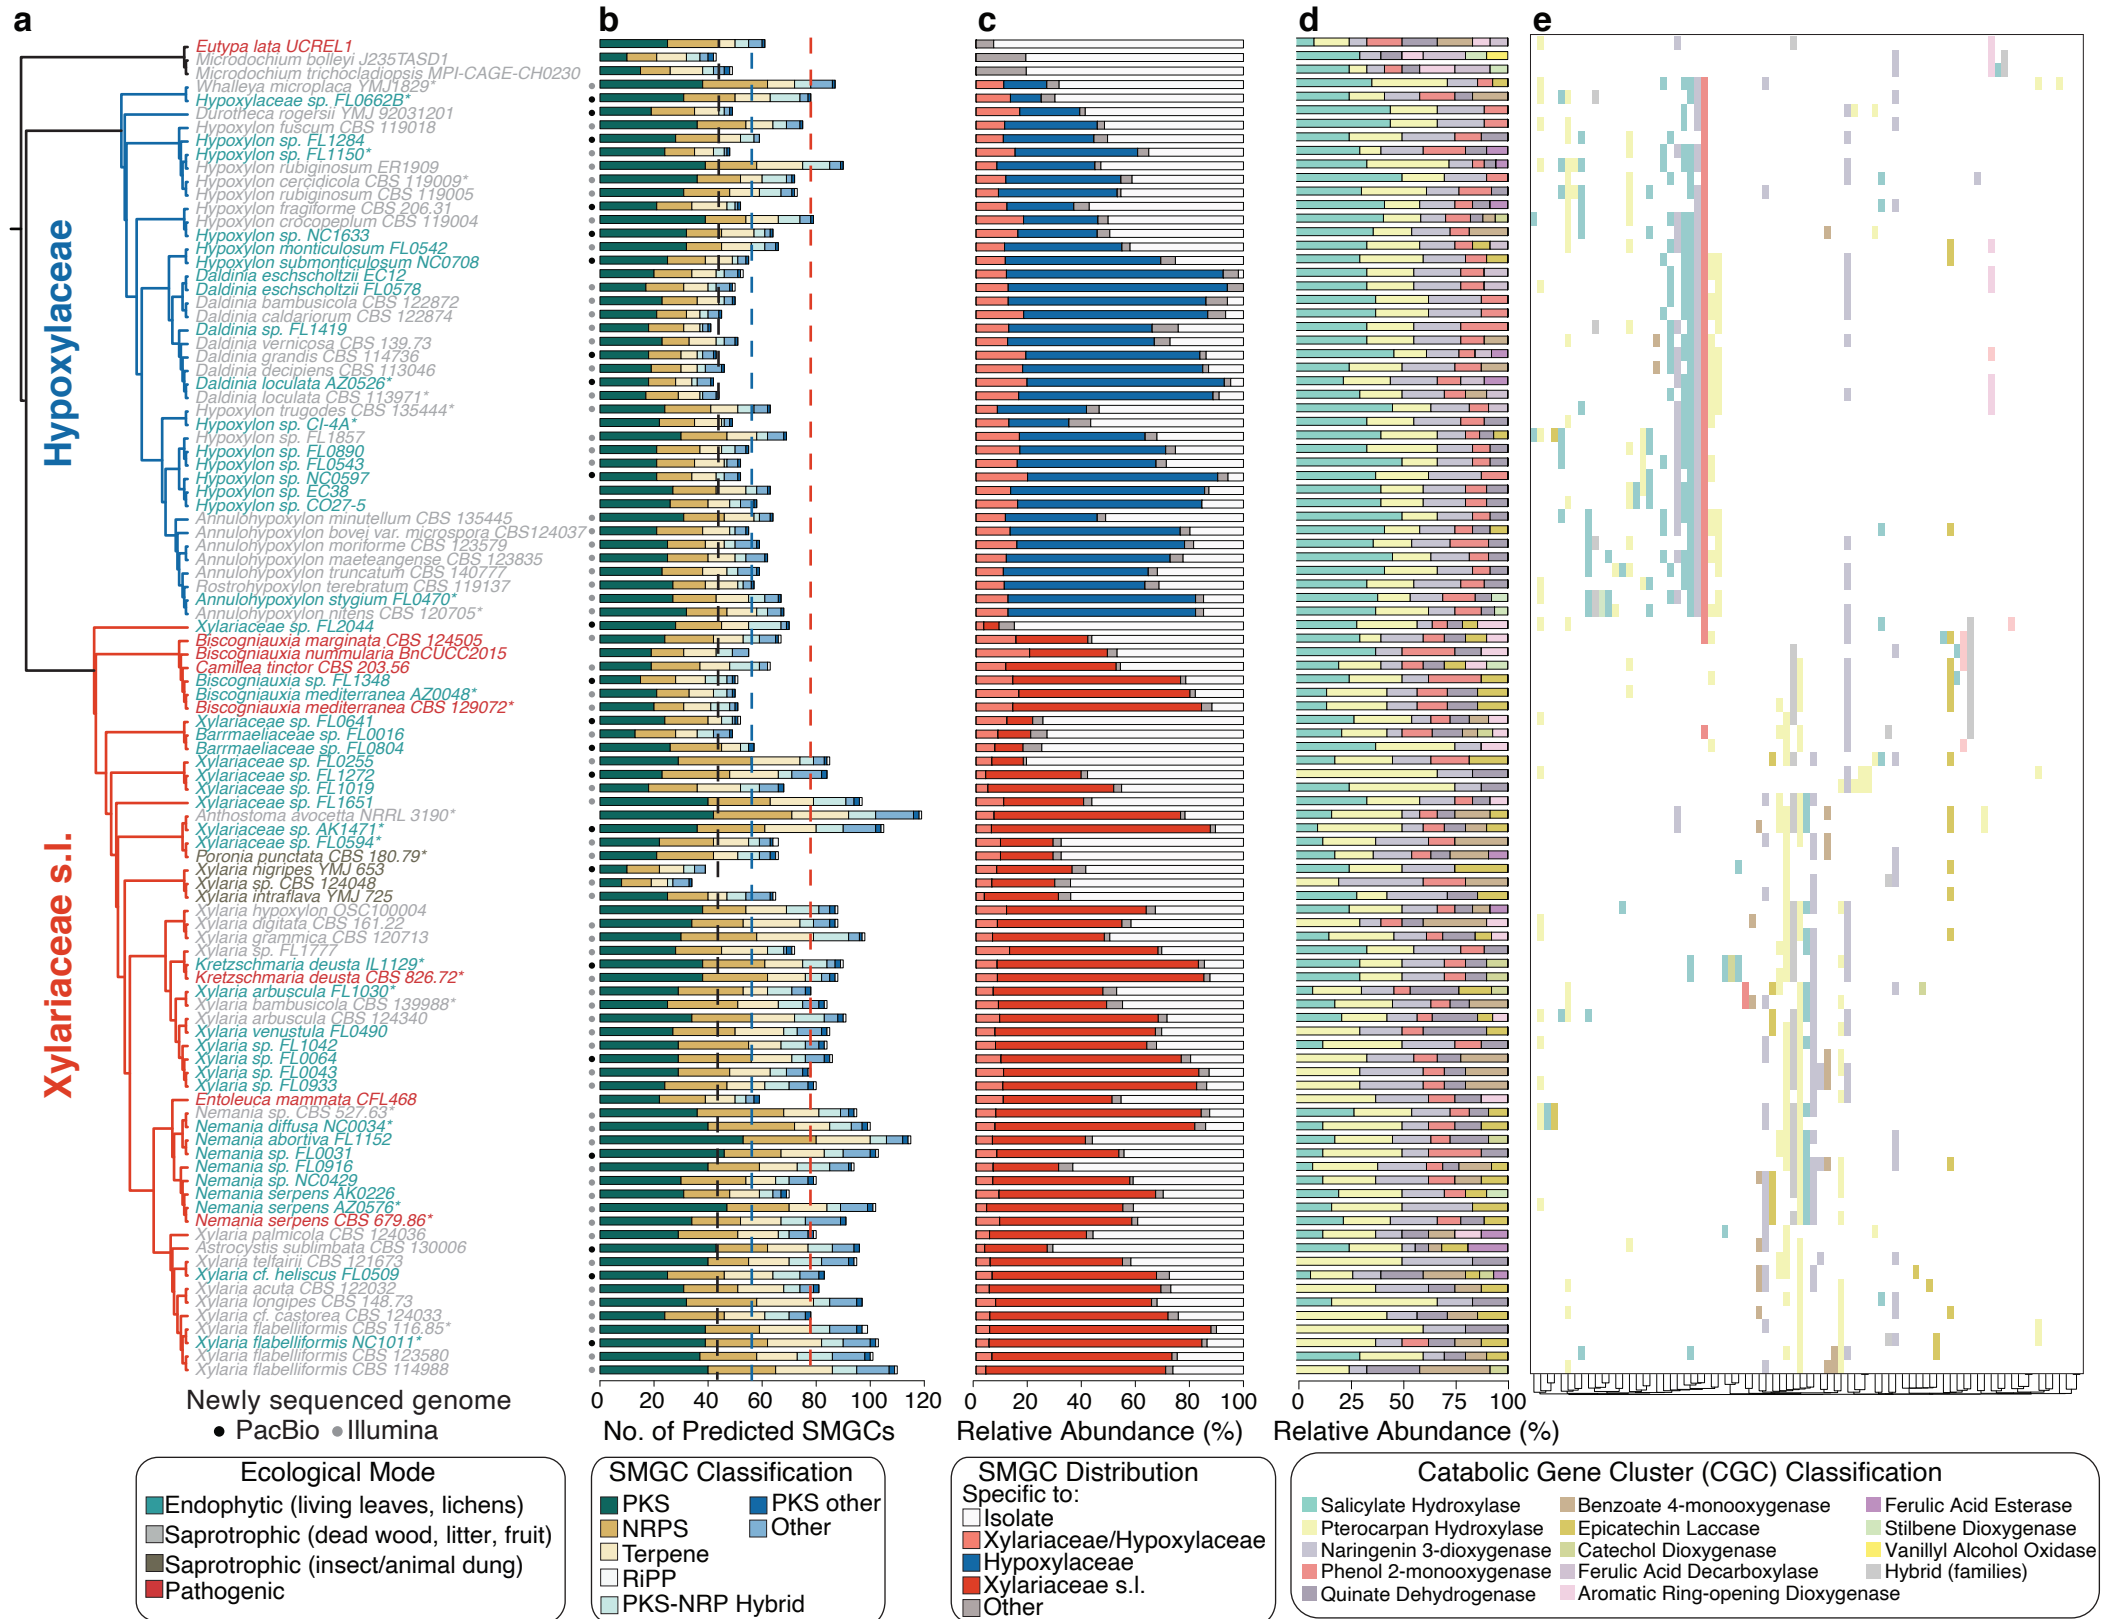 a
b
c
d
e
Eutypa lata UCREL1
Microdochium bolleyi J235TASD1
Microdochium trichocladiopsis MPI-CAGE-CH0230
Whalleya microplaca YMJ1829*
Hypoxylaceae sp. FL0662B*
Durotheca rogersii YMJ 92031201
Hypoxylon fuscum CBS 119018
Hypoxylon sp. FL1284
Hypoxylon sp. FL1150*
Hypoxylon rubiginosum ER1909
Hypoxylon cercidicola CBS 119009*
Hypoxylon rubiginosum CBS 119005
Hypoxylon fragiforme CBS 206.31
Hypoxylon crocopeplum CBS 119004
Hypoxylon sp. NC1633
Hypoxylon monticulosum FL0542
Hypoxylon submonticulosum NC0708
Daldinia eschscholtzii EC12
Daldinia eschscholtzii FL0578
Daldinia bambusicola CBS 122872
Daldinia caldariorum CBS 122874
Daldinia sp. FL1419
Daldinia vernicosa CBS 139.73
Daldinia grandis CBS 114736
Daldinia decipiens CBS 113046
Daldinia loculata AZ0526*
Daldinia loculata CBS 113971*
Hypoxylon trugodes CBS 135444*
Hypoxylon sp. CI-4A*
Hypoxylon sp. FL1857
Hypoxylon sp. FL0890
Hypoxylon sp. FL0543
Hypoxylon sp. NC0597
Hypoxylon sp. EC38
Hypoxylon sp. CO27-5
Annulohypoxylon minutellum CBS 135445
Annulohypoxylon bovei var. microspora CBS124037
Annulohypoxylon moriforme CBS 123579
Annulohypoxylon maeteangense CBS 123835
Annulohypoxylon truncatum CBS 140777
Rostrohypoxylon terebratum CBS 119137
Annulohypoxylon stygium FL0470*
Annulohypoxylon nitens CBS 120705*
Xylariaceae sp. FL2044
Biscogniauxia marginata CBS 124505
Biscogniauxia nummularia BnCUCC2015
Camillea tinctor CBS 203.56
Biscogniauxia sp. FL1348
Biscogniauxia mediterranea AZ0048*
Biscogniauxia mediterranea CBS 129072*
Xylariaceae sp. FL0641
Barrmaeliaceae sp. FL0016
Barrmaeliaceae sp. FL0804
Xylariaceae sp. FL0255
Xylariaceae sp. FL1272
Xylariaceae sp. FL1019
Xylariaceae sp. FL1651
Anthostoma avocetta NRRL 3190*
Xylariaceae sp. AK1471*
Xylariaceae sp. FL0594*
Poronia punctata CBS 180.79*
Xylaria nigripes YMJ 653
Xylaria sp. CBS 124048
Xylaria intraflava YMJ 725
Xylaria hypoxylon OSC100004
Xylaria digitata CBS 161.22
Xylaria grammica CBS 120713
Xylaria sp. FL1777
Kretzschmaria deusta IL1129*
Kretzschmaria deusta CBS 826.72*
Xylaria arbuscula FL1030*
Xylaria bambusicola CBS 139988*
Xylaria arbuscula CBS 124340
Xylaria venustula FL0490
Xylaria sp. FL1042
Xylaria sp. FL0064
Xylaria sp. FL0043
Xylaria sp. FL0933
Entoleuca mammata CFL468
Nemania sp. CBS 527.63*
Nemania diffusa NC0034*
Nemania abortiva FL1152
Nemania sp. FL0031
Nemania sp. FL0916
Nemania sp. NC0429
Nemania serpens AK0226
Nemania serpens AZ0576*
Nemania serpens CBS 679.86*
Xylaria palmicola CBS 124036
Astrocystis sublimbata CBS 130006
Xylaria telfairii CBS 121673
Xylaria cf. heliscus FL0509
Xylaria acuta CBS 122032
Xylaria longipes CBS 148.73
Xylaria cf. castorea CBS 124033
Xylaria flabelliformis CBS 116.85*
Xylaria flabelliformis NC1011*
Xylaria flabelliformis CBS 123580
Xylaria flabelliformis CBS 114988
Hypoxylaceae
Xylariaceae s.l.
Newly sequenced genome
PacBio
Illumina
0 20 40 60 80 100 120
No. of Predicted SMGCs
0 20 40 60 80 100
Relative Abundance (%)
0 25 50 75 100
Relative Abundance (%)
Ecological Mode
Endophytic (living leaves, lichens)
Saprotrophic (dead wood, litter, fruit)
Saprotrophic (insect/animal dung)
Pathogenic
SMGC Classification
PKS
NRPS
Terpene
RiPP
PKS-NRP Hybrid
PKS other
Other
SMGC Distribution
Specific to:
Isolate
Xylariaceae/Hypoxylaceae
Hypoxylaceae
Xylariaceae s.l.
Other
Catabolic Gene Cluster (CGC) Classification
Salicylate Hydroxylase
Pterocarpan Hydroxylase
Naringenin 3-dioxygenase
Phenol 2-monooxygenase
Quinate Dehydrogenase
Benzoate 4-monooxygenase
Epicatechin Laccase
Catechol Dioxygenase
Ferulic Acid Decarboxylase
Aromatic Ring-opening Dioxygenase
Ferulic Acid Esterase
Stilbene Dioxygenase
Vanillyl Alcohol Oxidase
Hybrid (families)